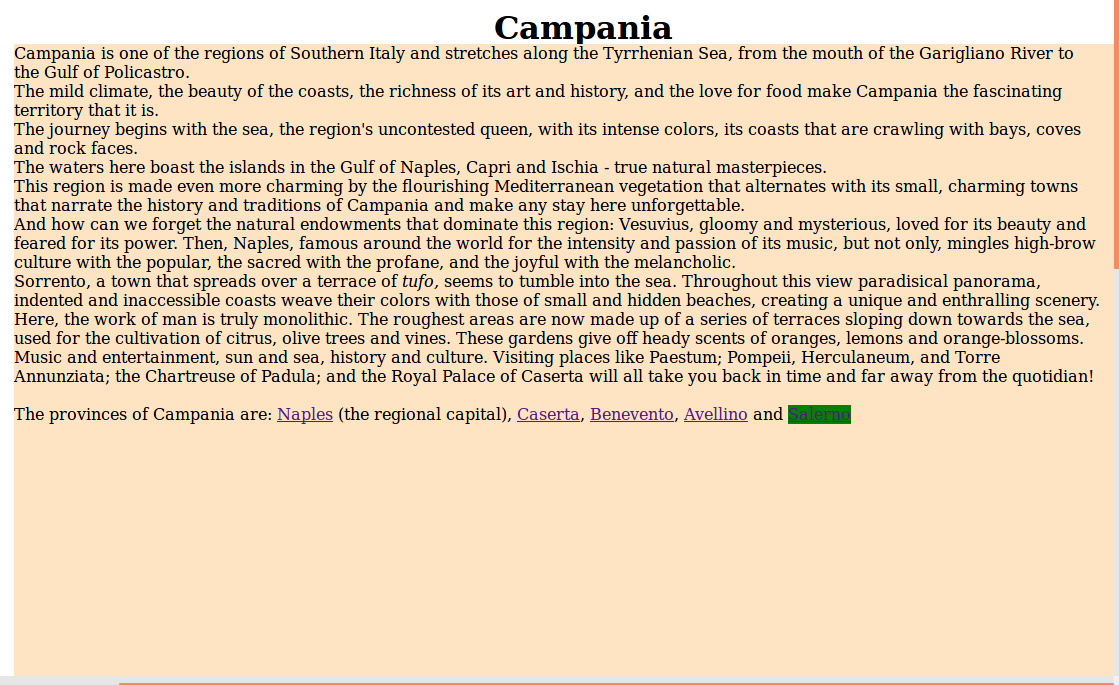 Campania
Campania is one of the regions of Southern Italy and stretches along the Tyrrhenian Sea, from the mouth of the Garigliano River to
the Gulf of Policastro.
The mild climate, the beauty of the coasts, the richness of its art and history, and the love for food make Campania the fascinating
territory that it is.
The journey begins with the sea, the region's uncontested queen, with its intense colors, its coasts that are crawling with bays, coves
and rock faces.
The waters here boast the islands in the Gulf of Naples, Capri and Ischia - true natural masterpieces.
This region is made even more charming by the flourishing Mediterranean vegetation that alternates with its small, charming towns
that narrate the history and traditions of Campania and make any stay here unforgettable.
And how can we forget the natural endowments that dominate this region: Vesuvius, gloomy and mysterious, loved for its beauty and
feared for its power. Then, Naples, famous around the world for the intensity and passion of its music, but not only, mingles high-brow
culture with the popular, the sacred with the profane, and the joyful with the melancholic.
Sorrento, a town that spreads over a terrace of tufo, seems to tumble into the sea. Throughout this view paradisical panorama,
indented and inaccessible coasts weave their colors with those of small and hidden beaches, creating a unique and enthralling scenery.
Here, the work of man is truly monolithic. The roughest areas are now made up of a series of terraces sloping down towards the sea,
used for the cultivation of citrus, olive trees and vines. These gardens give off heady scents of oranges, lemons and orange-blossoms.
Music and entertainment, sun and sea, history and culture. Visiting places like Paestum; Pompeii, Herculaneum, and Torre
Annunziata; the Chartreuse of Padula; and the Royal Palace of Caserta will all take you back in time and far away from the quotidian!
The provinces of Campania are: Naples (the regional capital), Caserta, Benevento, Avellino and Salerno